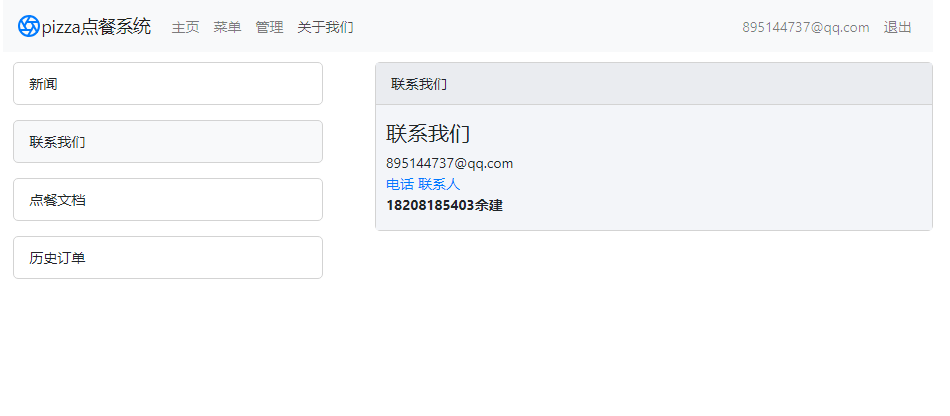 pizza点餐系统 主页 菜单 管理 关于我们 895144737@qq.com 退出
新闻
联系我们
点餐文档
历史订单
联系我们
联系我们
895144737@qq.com
电话 联系人
18208185403余建